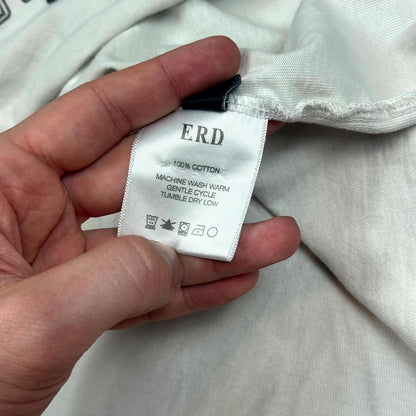 E.R.D.
100% COTTON
MACHINE WASH WARM
GENTLE CYCLE
TUMBLE DRY LOW